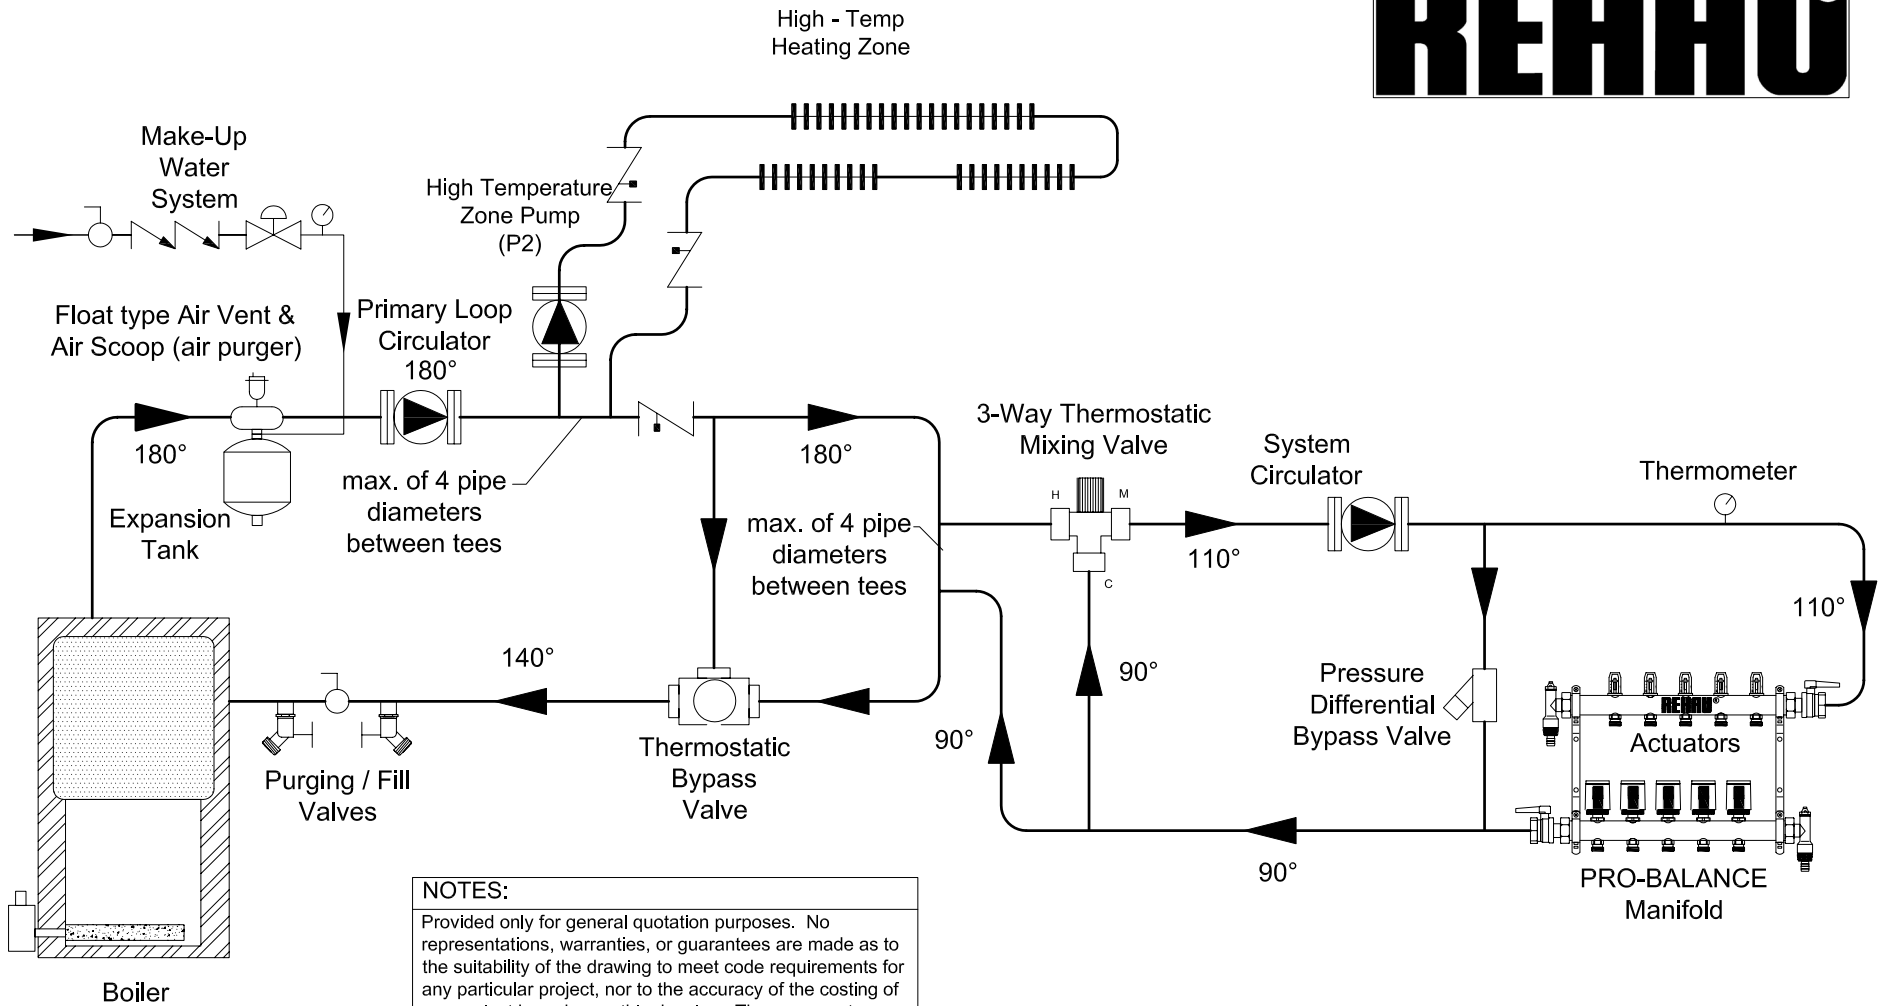 High - Temp
Heating Zone
REHAU
Make-Up
Water
System
High Temperature
Zone Pump
(P2)
Float type Air Vent &
Air Scoop (air purger)
Primary Loop
Circulator
180°
180°
Expansion
Tank
max. of 4 pipe
diameters
between tees
180°
max. of 4 pipe
diameters
between tees
3-Way Thermostatic
Mixing Valve
H
M
C
110°
System
Circulator
Thermometer
110°
140°
Purging / Fill
Valves
Thermostatic
Bypass
Valve
90°
90°
90°
Pressure
Differential
Bypass Valve
REHAU®
Actuators
PRO-BALANCE
Manifold
Boiler
NOTES:
Provided only for general quotation purposes. No
representations, warranties, or guarantees are made as to
the suitability of the drawing to meet code requirements for
any particular project, nor to the accuracy of the costing of